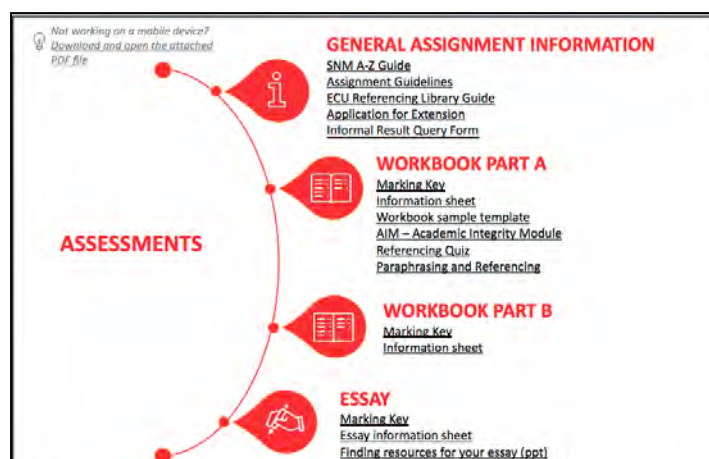 Not working on a mobile device?
Download and open the attached
PDF file
GENERAL ASSIGNMENT INFORMATION
SNM A-Z Guide
Assignment Guidelines
ECU Referencing Library Guide
Application for Extension
Informal Result Query Form
WORKBOOK PART A
Marking Key
Information sheet
Workbook sample template
AIM – Academic Integrity Module
Referencing Quiz
Paraphrasing and Referencing
ASSESSMENTS
WORKBOOK PART B
Marking Key
Information sheet
ESSAY
Marking Key
Essay information sheet
Finding resources for your essay (ppt)